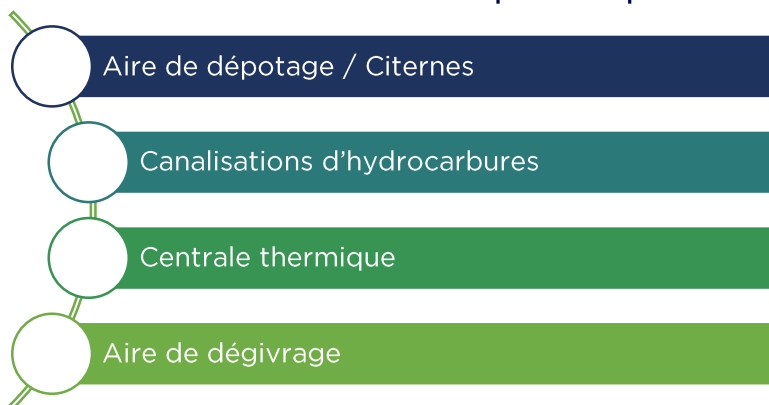 Aire de dépotage / Citernes
Canalisations d’hydrocarbures
Centrale thermique
Aire de dégivrage